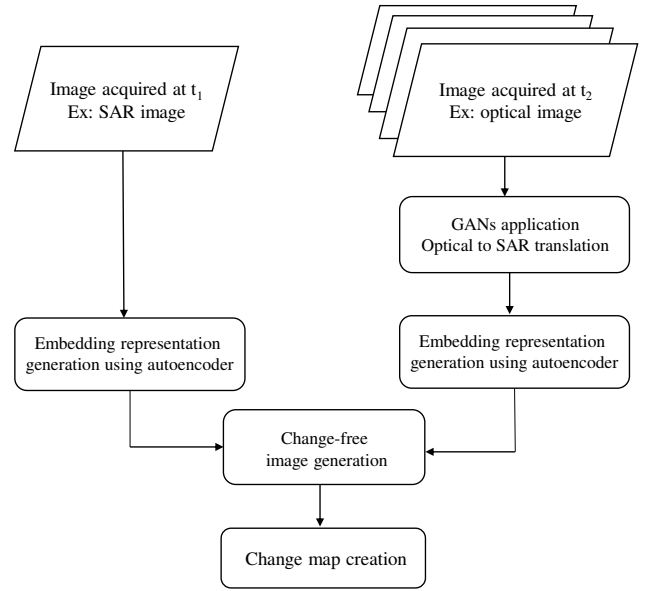 Image acquired at t₁
Ex: SAR image
Image acquired at t₂
Ex: optical image
GANs application
Optical to SAR translation
Embedding representation
generation using autoencoder
Embedding representation
generation using autoencoder
Change-free
image generation
Change map creation